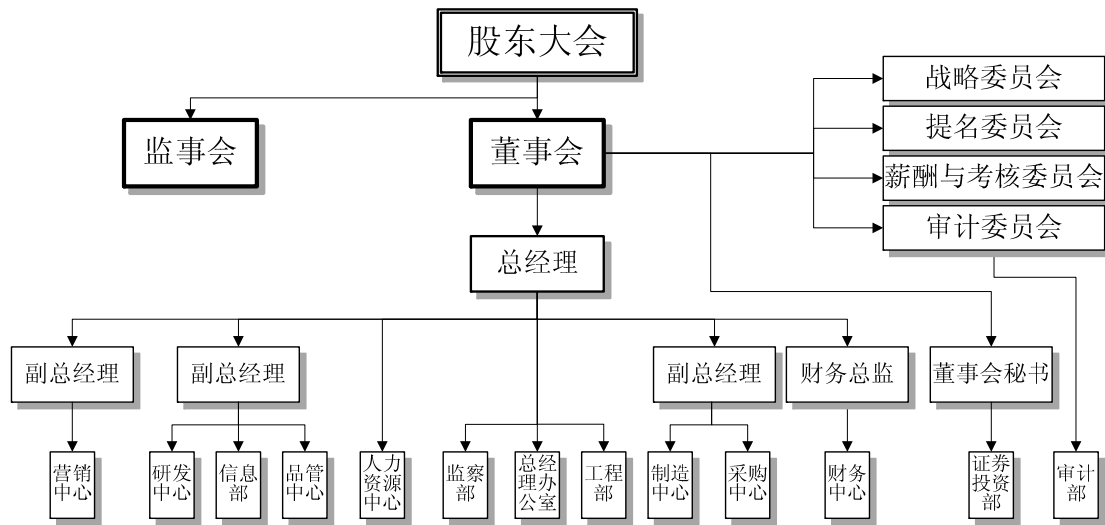 股东大会
战略委员会
提名委员会
薪酬与考核委员会
审计委员会
监事会
董事会
总经理
副总经理
副总经理
副总经理
财务总监
董事会秘书
营销
中心
研发
中心
信息
部
品管
中心
人力
资源
中心
监察
部
总经
理办
公室
工程
部
制造
中心
采购
中心
财务
中心
证券
投资
部
审计
部